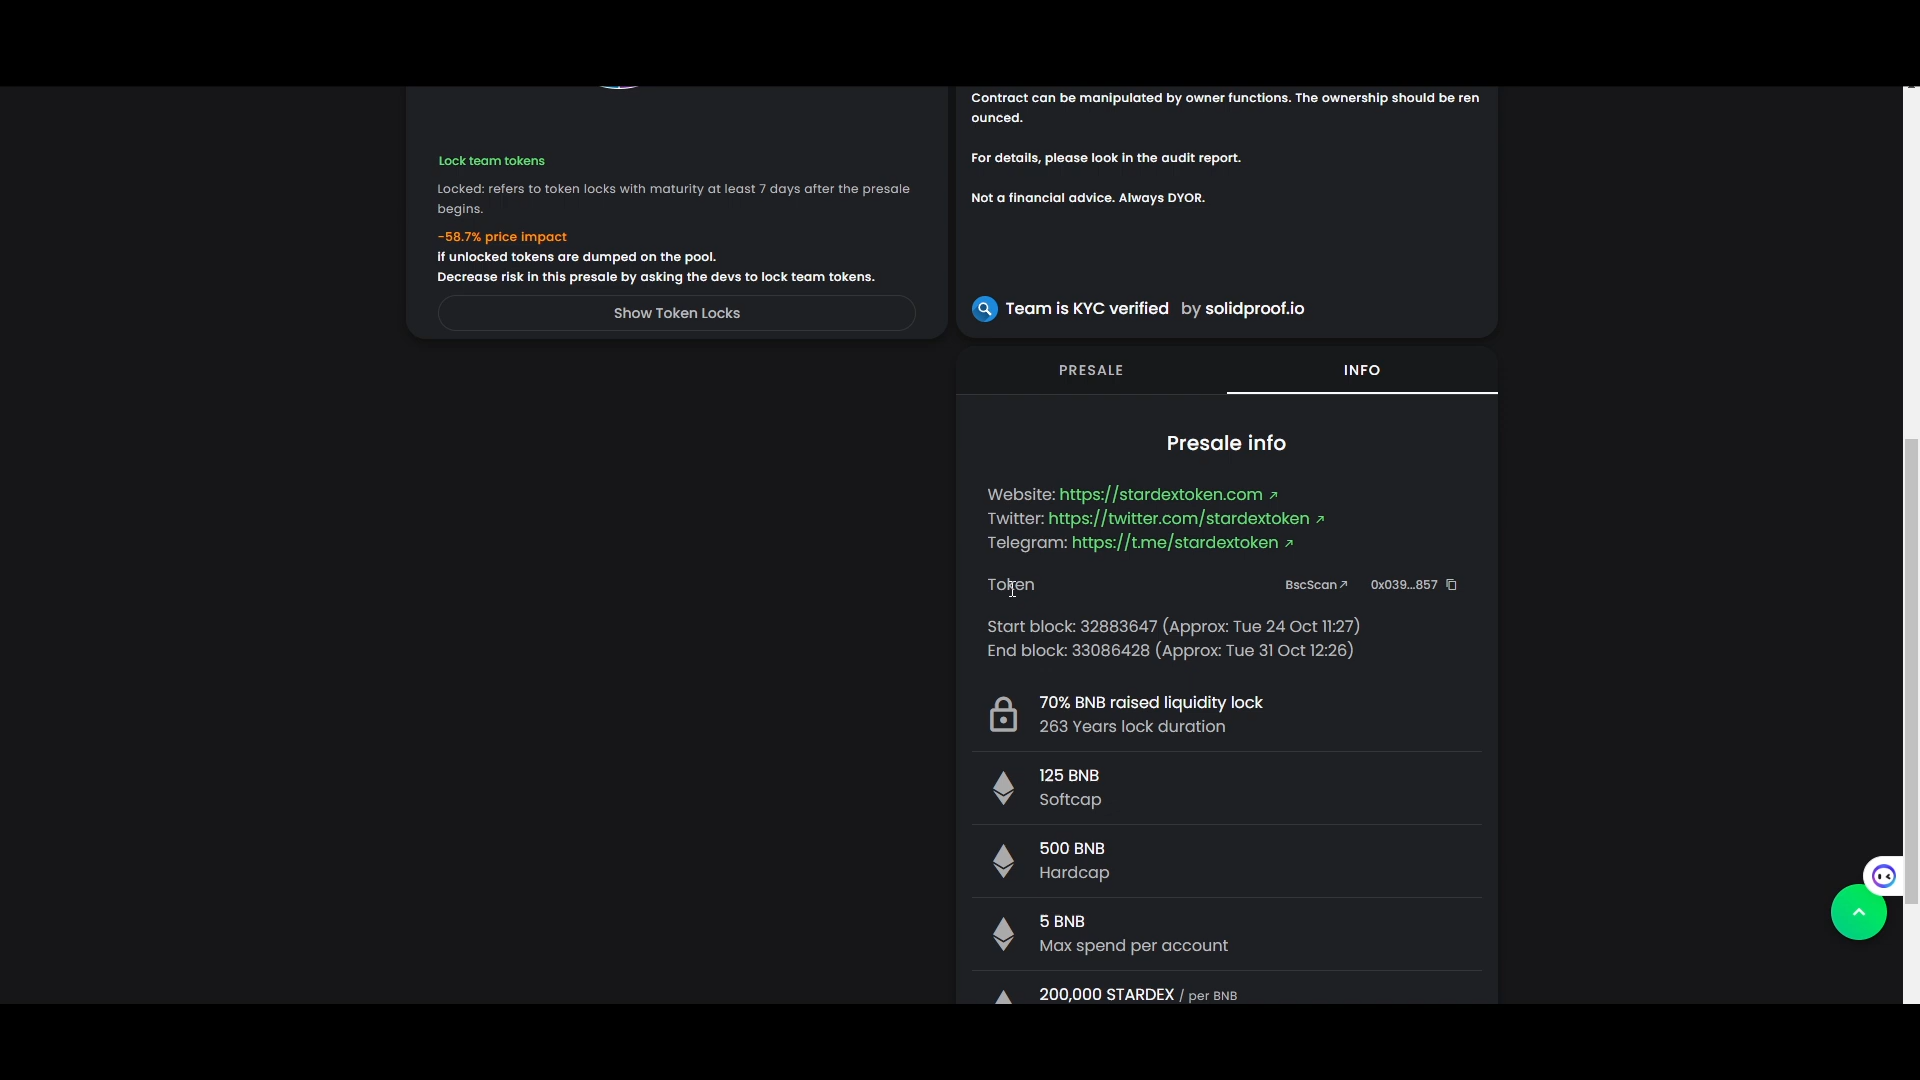 Lock team tokens
Locked: refers to token locks with maturity at least 7 days after the presale
begins.
-58.7% price impact
if unlocked tokens are dumped on the pool.
Decrease risk in this presale by asking the devs to lock team tokens.
Show Token Locks
Contract can be manipulated by owner functions. The ownership should be ren
ounced.
For details, please look in the audit report.
Not a financial advice. Always DYOR.
Team is KYC verified by solidproof.io
PRESALE INFO
Presale info
Website: https://stardextoken.com
Twitter: https://twitter.com/stardextoken
Telegram: https://t.me/stardextoken
Token BscScan 0x039...857
Start block: 32883647 (Approx: Tue 24 Oct 11:27)
End block: 33086428 (Approx: Tue 31 Oct 12:26)
70% BNB raised liquidity lock
263 Years lock duration
125 BNB
Softcap
500 BNB
Hardcap
5 BNB
Max spend per account
200,000 STARDEX / per BNB